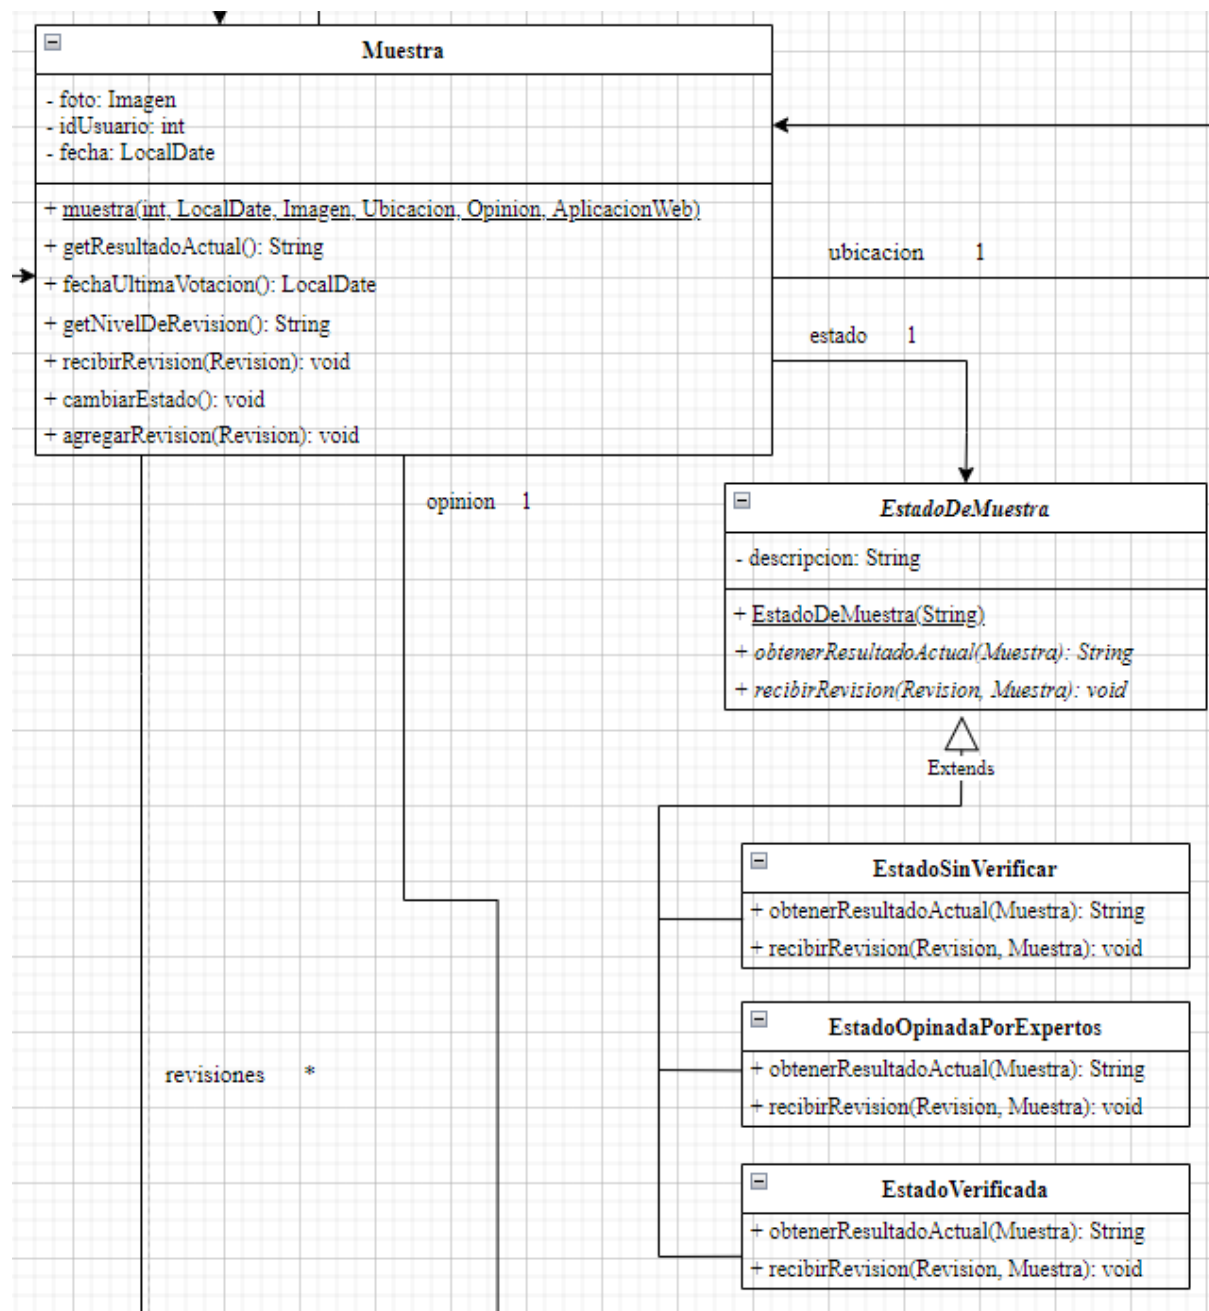 Muestra
- foto: Imagen
- idUsuario: int
- fecha: LocalDate
+ muestra(int, LocalDate, Imagen, Ubicacion, Opinion, AplicacionWeb)
+ getResultadoActual(): String
+ fechaUltimaVotacion(): LocalDate
+ getNivelDeRevision(): String
+ recibirRevision(Revision): void
+ cambiarEstado(): void
+ agregarRevision(Revision): void
ubicacion 1
estado 1
opinion 1
EstadoDeMuestra
- descripcion: String
+ EstadoDeMuestra(String)
+ obtenerResultadoActual(Muestra): String
+ recibirRevision(Revision, Muestra): void
Extends
EstadoSinVerificar
+ obtenerResultadoActual(Muestra): String
+ recibirRevision(Revision, Muestra): void
EstadoOpinadaPorExpertos
+ obtenerResultadoActual(Muestra): String
+ recibirRevision(Revision, Muestra): void
revisiones *
EstadoVerificada
+ obtenerResultadoActual(Muestra): String
+ recibirRevision(Revision, Muestra): void